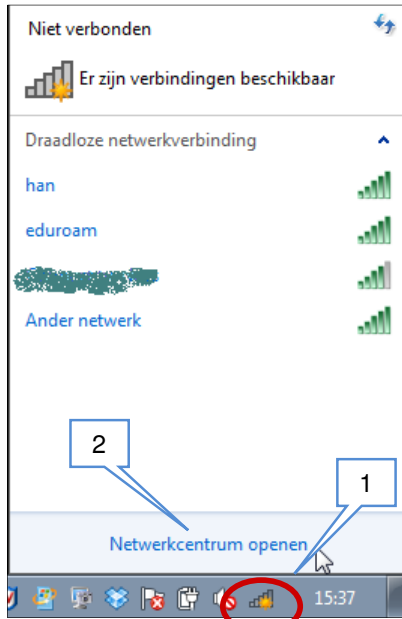 Niet verbonden
Er zijn verbindingen beschikbaar
Draadloze netwerkverbinding
han
eduroam
Ander netwerk
2
1
Netwerkcentrum openen
15:37